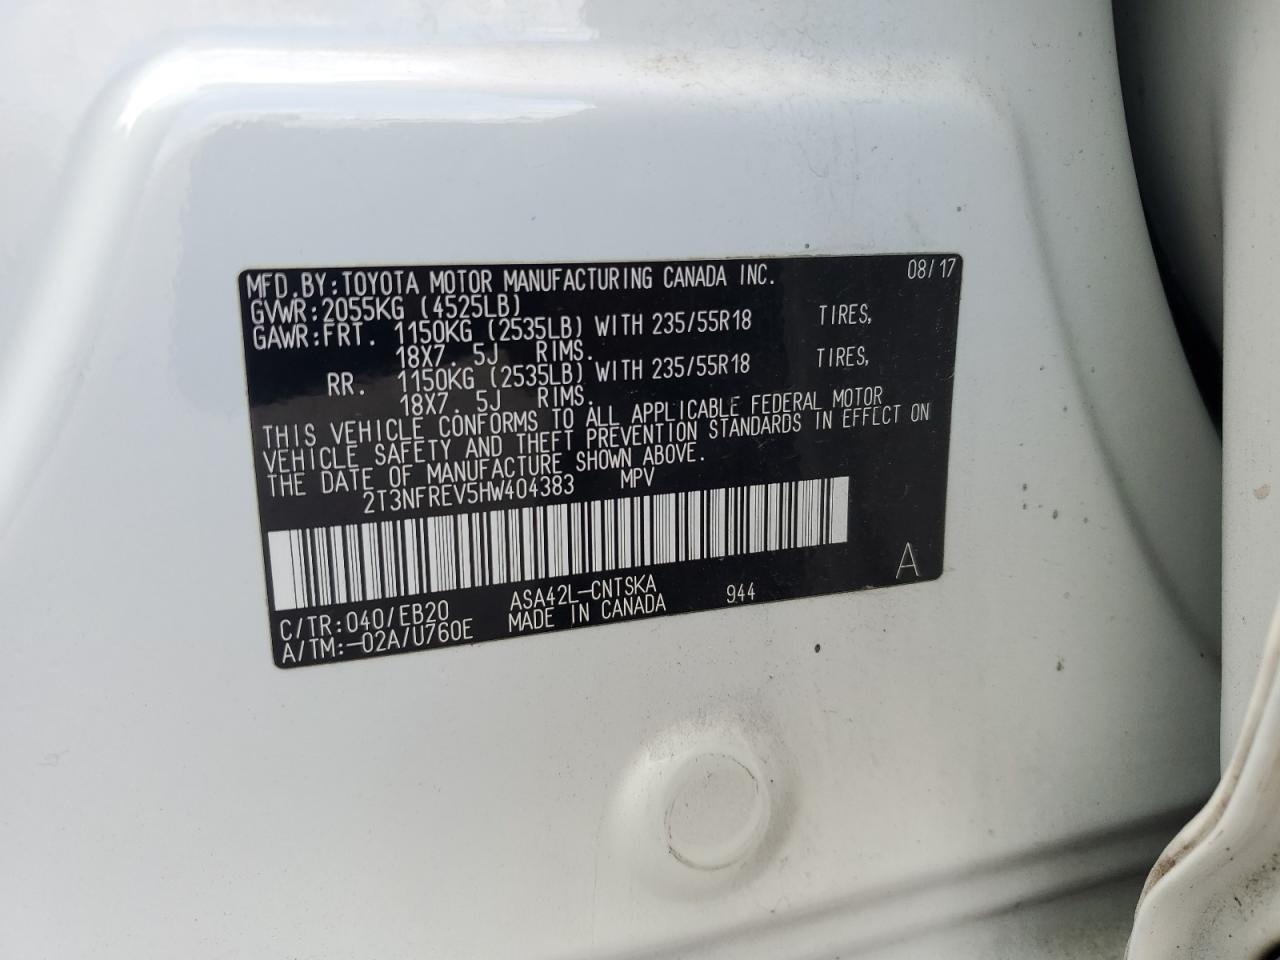 MFD.BY:TOYOTA MOTOR MANUFACTURING CANADA INC. 08/17
GVWR:2055KG (4525LB)
GAWR:FRT. 1150KG (2535LB) WITH 235/55R18 TIRES,
18X7.5J RIMS.
RR. 1150KG (2535LB) WITH 235/55R18 TIRES,
18X7.5J RIMS.
THIS VEHICLE CONFORMS TO ALL APPLICABLE FEDERAL MOTOR
VEHICLE SAFETY AND THEFT PREVENTION STANDARDS IN EFFECT ON
THE DATE OF MANUFACTURE SHOWN ABOVE.
2T3NFREV5HW404383 MPV
A
C/TR:040/EB20 ASA42L-CNTSKA 944
A/TM:-02A/U760E MADE IN CANADA